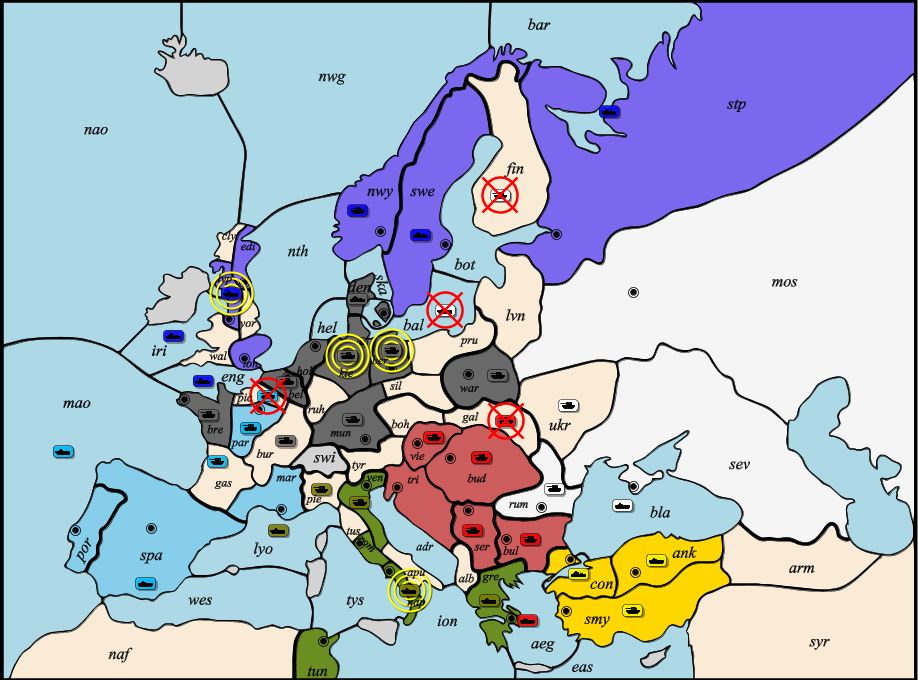 bar
nwg
stp
nao
fin
nwy
swe
cly
edi
nth
bot
mos
den
ska
lvn
hel
bal
yor
iri
wal
pru
lon
eng
hol
kie
ber
war
mao
pic
bel
sil
ruh
gal
bre
boh
ukr
par
mun
bur
vie
swi
tyr
sev
gas
mar
ven
tri
bud
rum
pie
bla
por
spa
lyo
tus
rom
adr
ser
bul
ank
wes
tys
apu
nap
alb
gre
con
arm
ion
smy
naf
aeg
syr
tun
eas